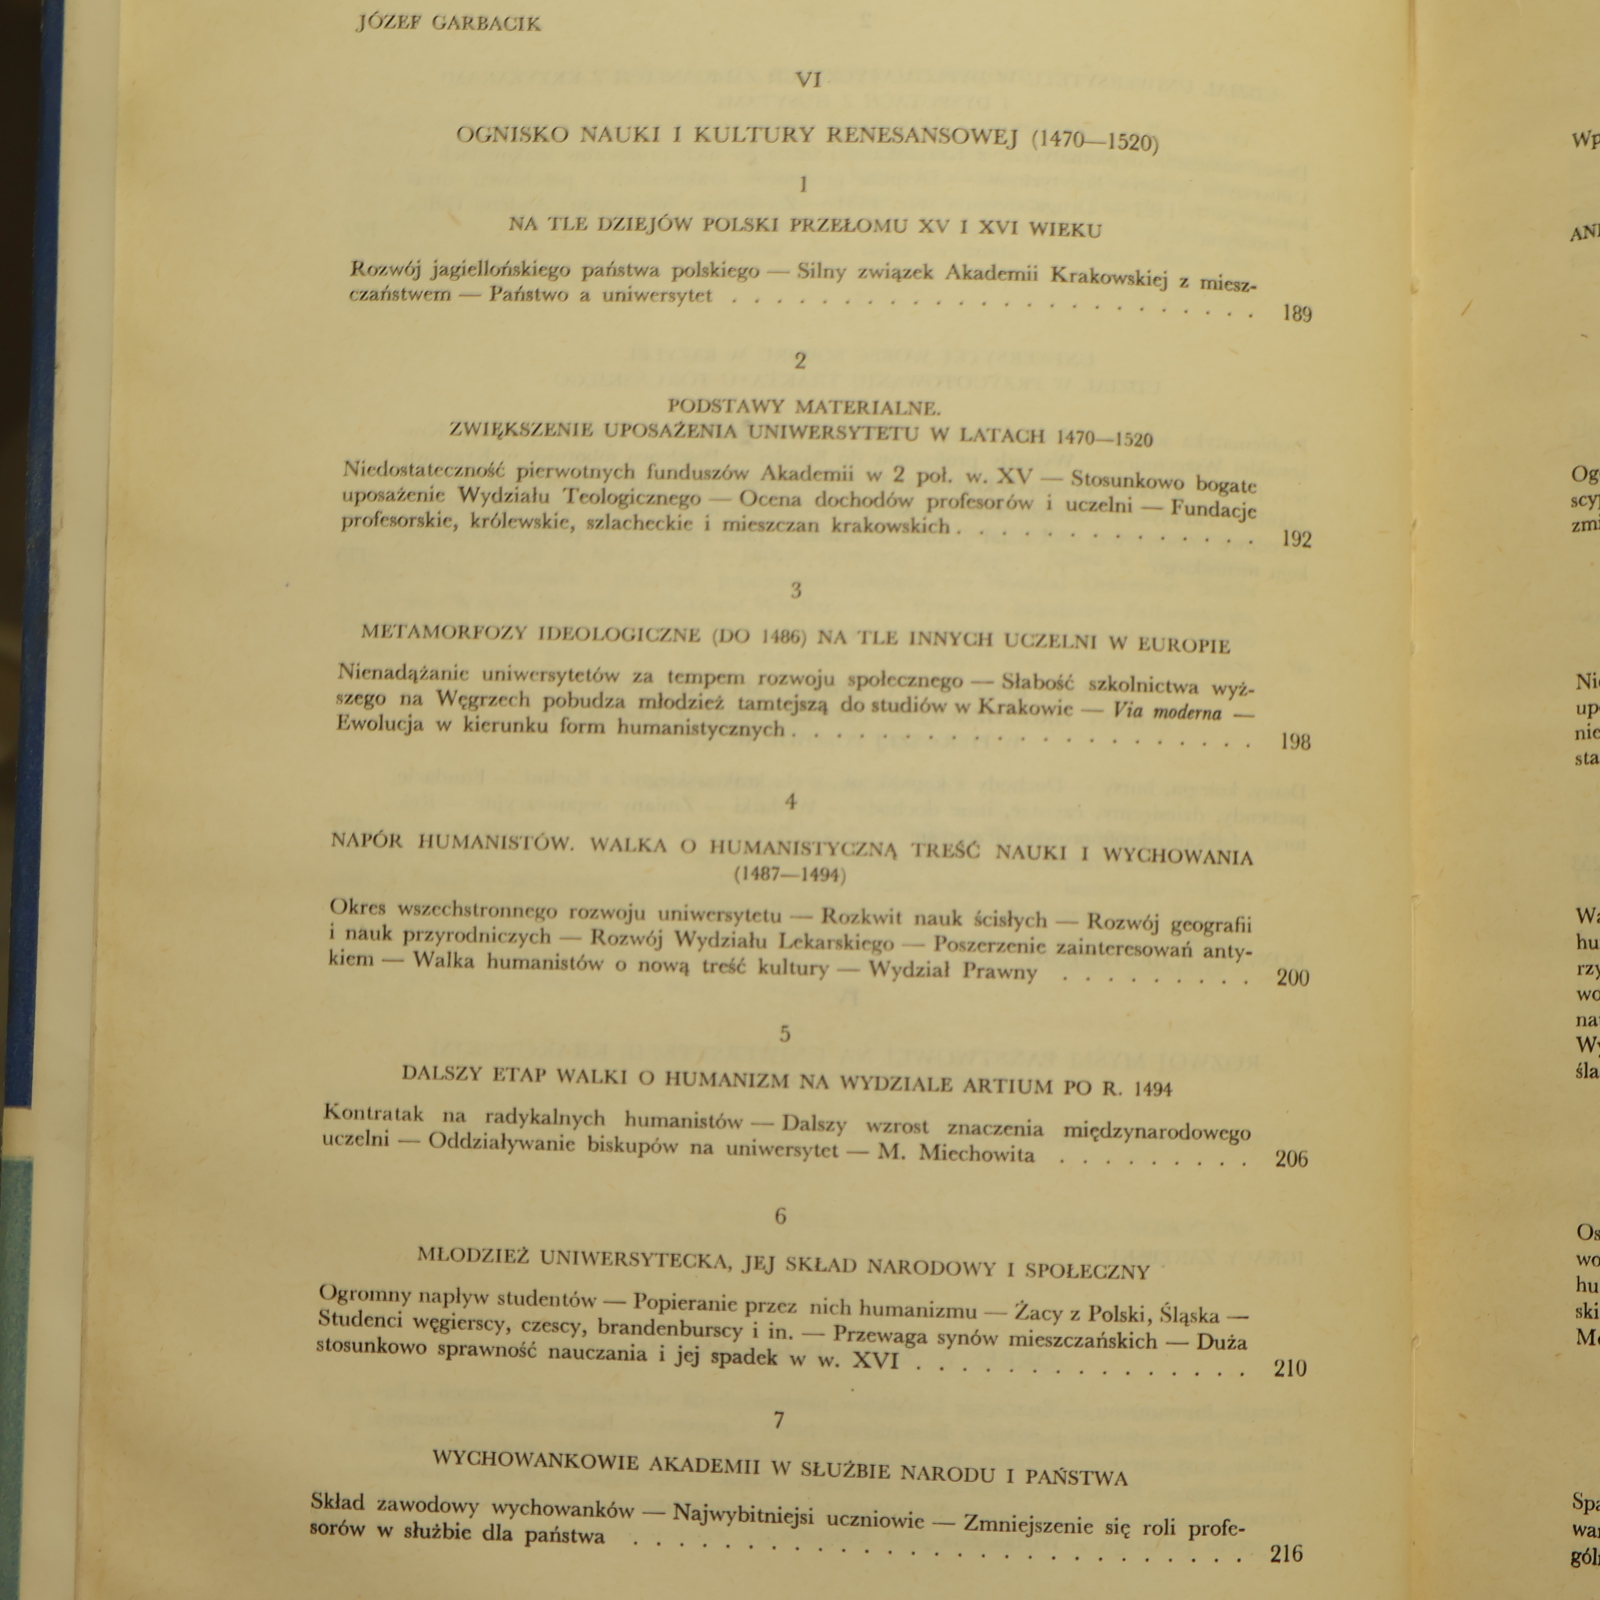 JÓZEF GARBACIK
VI
OGNISKO NAUKI I KULTURY RENESANSOWEJ (1470—1520)
1
NA TLE DZIEJÓW POLSKI PRZEŁOMU XV I XVI WIEKU
Rozwój jagiellońskiego państwa polskiego — Silny związek Akademii Krakowskiej z miesz-
czaństwem — Państwo a uniwersytet . . . . . . . . . . . . . . . . . . . . . . . 189
2
PODSTAWY MATERIALNE.
ZWIĘKSZENIE UPOSAŻENIA UNIWERSYTETU W LATACH 1470—1520
Niedostateczność pierwotnych funduszów Akademii w 2 poł. w. XV — Stosunkowo bogate
uposażenie Wydziału Teologicznego — Ocena dochodów profesorów i uczelni — Fundacje
profesorskie, królewskie, szlacheckie i mieszczan krakowskich . . . . . . . . . . . . . . 192
3
METAMORFOZY IDEOLOGICZNE (DO 1486) NA TLE INNYCH UCZELNI W EUROPIE
Nienadążanie uniwersytetów za tempem rozwoju społecznego — Słabość szkolnictwa wyż-
szego na Węgrzech pobudza młodzież tamtejszą do studiów w Krakowie — Via moderna —
Ewolucja w kierunku form humanistycznych . . . . . . . . . . . . . . . . . . . . . 198
4
NAPÓR HUMANISTÓW. WALKA O HUMANISTYCZNĄ TREŚĆ NAUKI I WYCHOWANIA
(1487—1494)
Okres wszechstronnego rozwoju uniwersytetu — Rozkwit nauk ścisłych — Rozwój geografii
i nauk przyrodniczych — Rozwój Wydziału Lekarskiego — Poszerzenie zainteresowań anty-
kiem — Walka humanistów o nową treść kultury — Wydział Prawny . . . . . . . . . 200
5
DALSZY ETAP WALKI O HUMANIZM NA WYDZIALE ARTIUM PO R. 1494
Kontratak na radykalnych humanistów — Dalszy wzrost znaczenia międzynarodowego
uczelni — Oddziaływanie biskupów na uniwersytet — M. Miechowita . . . . . . . . . 206
6
MŁODZIEŻ UNIWERSYTECKA, JEJ SKŁAD NARODOWY I SPOŁECZNY
Ogromny napływ studentów — Popieranie przez nich humanizmu — Żacy z Polski, Śląska —
Studenci węgierscy, czescy, brandenburscy i in. — Przewaga synów mieszczańskich — Duża
stosunkowo sprawność nauczania i jej spadek w w. XVI . . . . . . . . . . . . . . . 210
7
WYCHOWANKOWIE AKADEMII W SŁUŻBIE NARODU I PAŃSTWA
Skład zawodowy wychowanków — Najwybitniejsi uczniowie — Zmniejszenie się roli profe-
sorów w służbie dla państwa . . . . . . . . . . . . . . . . . . . . . . . . . . 216